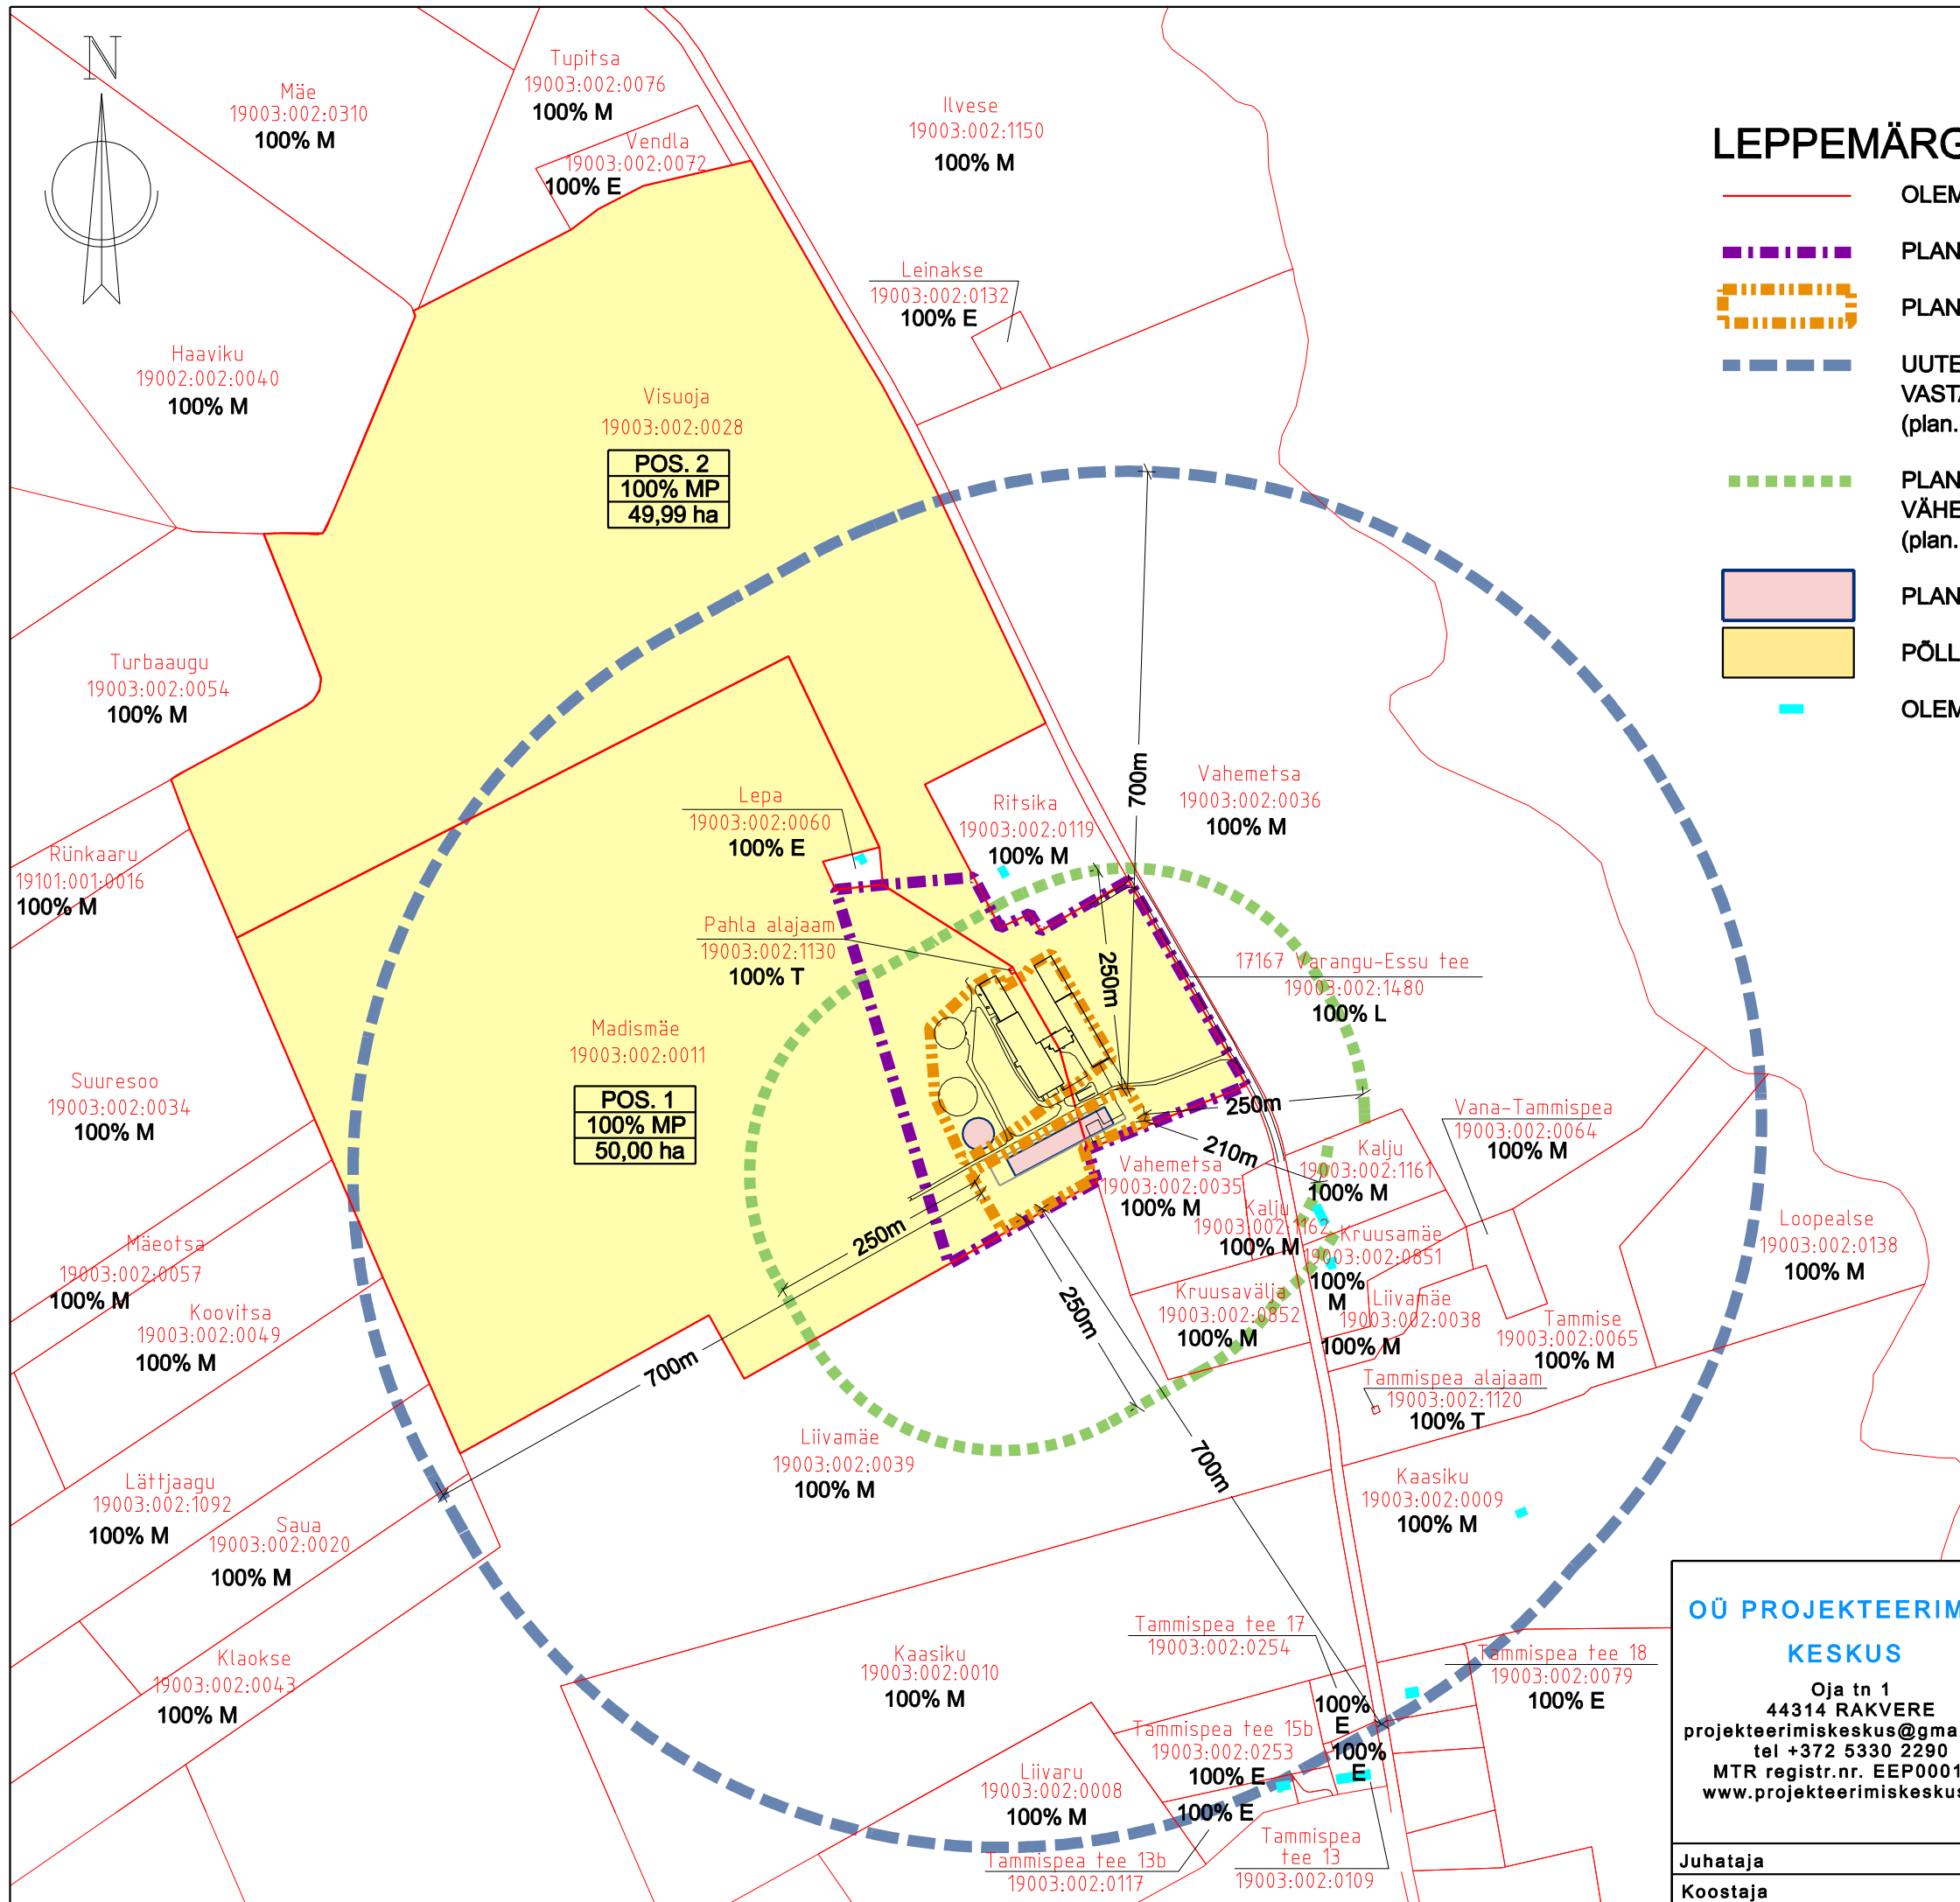 N
Mäe
19003:002:0310
100% M
Tupitsa
19003:002:0076
100% M
Vendla
19003:002:0072
100% E
Ilvese
19003:002:1150
100% M
Leinakse
19003:002:0132
100% E
Haaviku
19002:002:0040
100% M
Visuoja
19003:002:0028
POS. 2
100% MP
49,99 ha
Turbaaugu
19003:002:0054
100% M
Rünkaaru
19101:001:0016
100% M
Lepa
19003:002:0060
100% E
Ritsika
19003:002:0119
100% M
700m
Vahemetsa
19003:002:0036
100% M
Pahla alajaam
19003:002:1130
100% T
250m
17167 Varangu-Essu tee
19003:002:1480
100% L
Madismäe
19003:002:0011
POS. 1
100% MP
50,00 ha
Suuresoo
19003:002:0034
100% M
250m
210m
Vana-Tammispea
19003:002:0064
100% M
Kalju
19003:002:1161
100% M
Vahemetsa
19003:002:0035
100% M
Kalju
19003:002:1162
100% M
Kruusamäe
19003:002:0851
100%
M
Loopealse
19003:002:0138
100% M
Mäeotsa
19003:002:0057
100% M
250m
250m
Kruusavälja
19003:002:0852
100% M
Liivamäe
19003:002:0038
100% M
Tammise
19003:002:0065
100% M
Koovitsa
19003:002:0049
100% M
700m
Tammispea alajaam
19003:002:1120
100% T
Liivamäe
19003:002:0039
100% M
700m
Lättjaagu
19003:002:1092
100% M
Saua
19003:002:0020
100% M
Kaasiku
19003:002:0009
100% M
Klaokse
19003:002:0043
100% M
Kaasiku
19003:002:0010
100% M
Tammispea tee 17
19003:002:0254
100%
E
Tammispea tee 18
19003:002:0079
100% E
Tammispea tee 15b
19003:002:0253
100% E
100%
E
Liivaru
19003:002:0008
100% M
100% E
Tammispea tee 13b
19003:002:0117
Tammispea
tee 13
19003:002:0109
LEPPEMÄRG
OLEM
PLAN
PLAN
UUTE
VASTA
(plan.
PLAN
VÄHE
(plan.
PLAN
PÕLL
OLEM
OÜ PROJEKTEERIM
KESKUS
Oja tn 1
44314 RAKVERE
projekteerimiskeskus@gma
tel +372 5330 2290
MTR registr.nr. EEP0001
www.projekteerimiskeskus
Juhataja
Koostaja